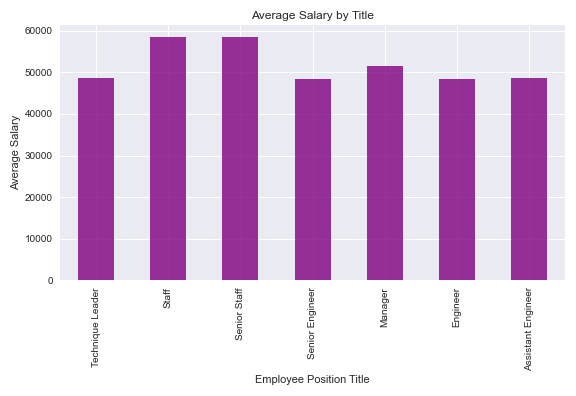 Average Salary by Title
Average Salary
60000
50000
40000
30000
20000
10000
0
Technique Leader
Staff
Senior Staff
Senior Engineer
Manager
Engineer
Assistant Engineer
Employee Position Title